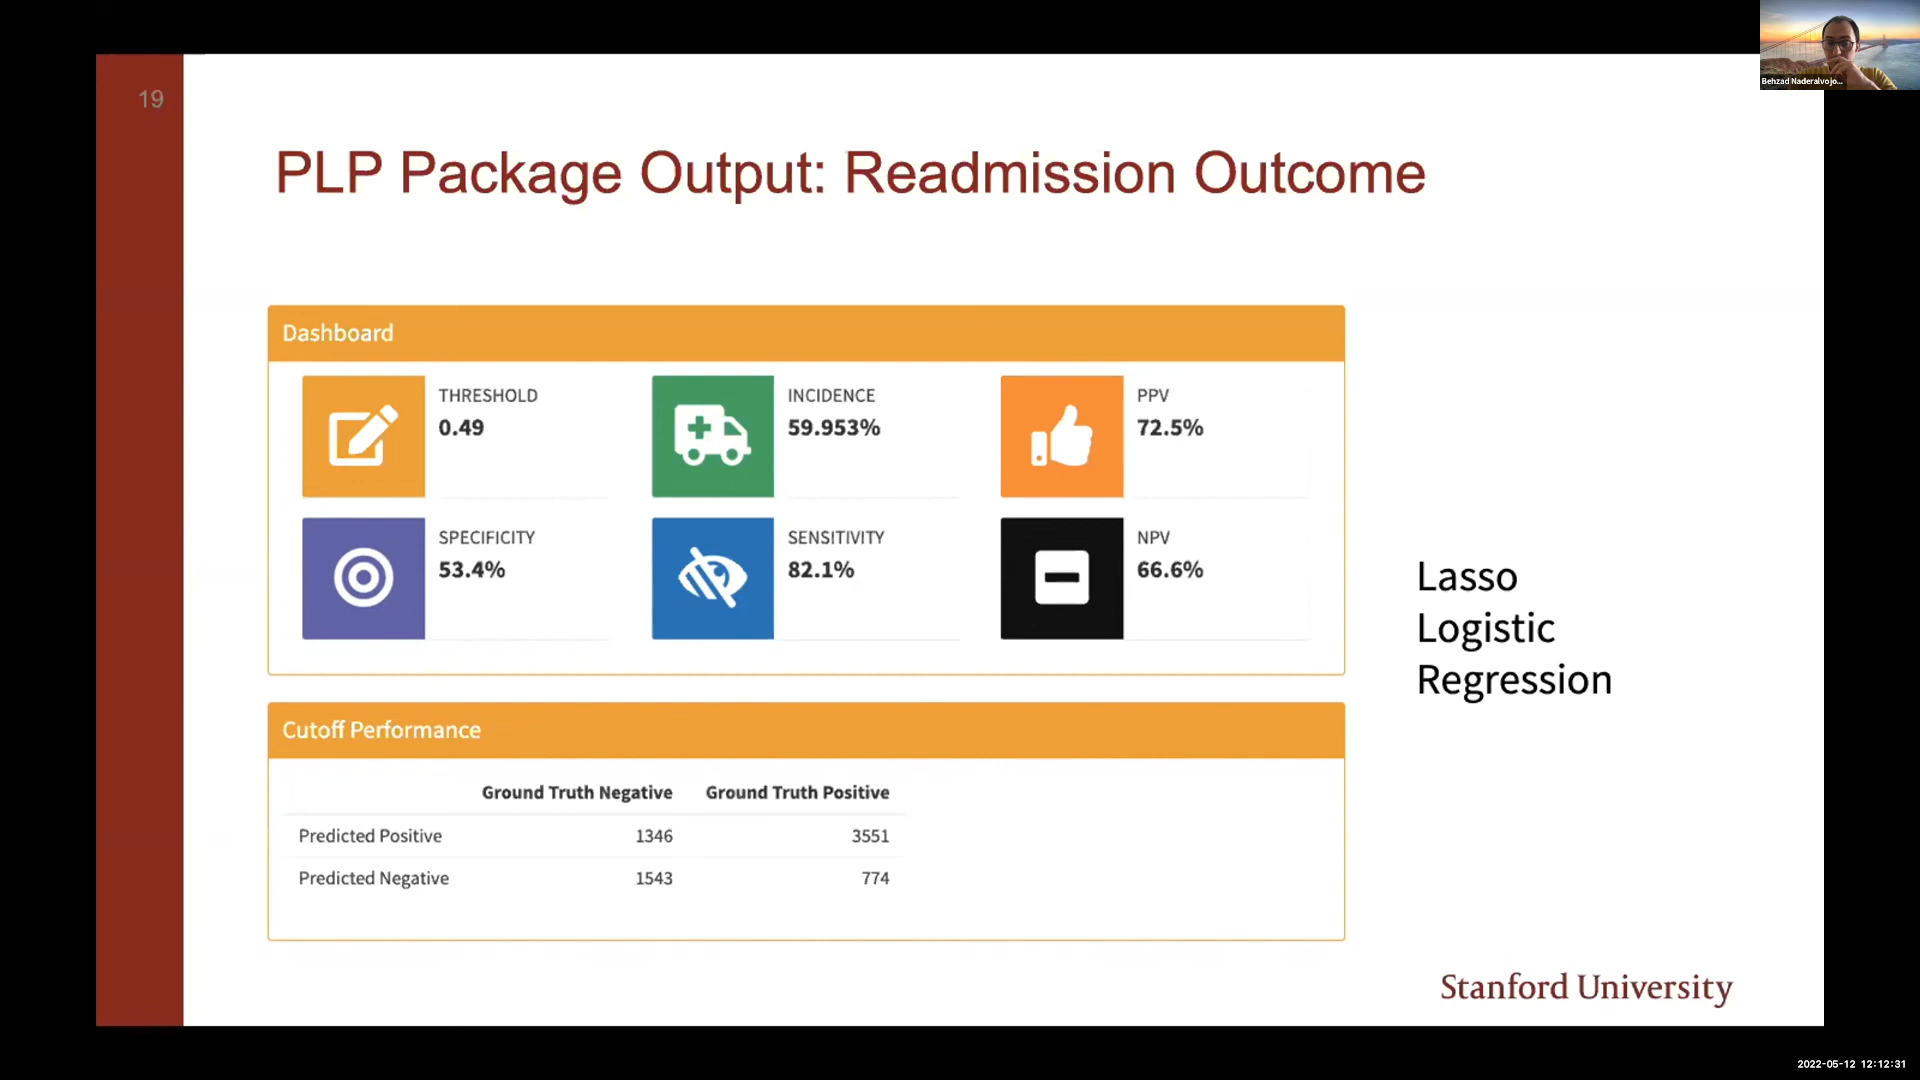 Behzad Naderalvojo...
19
PLP Package Output: Readmission Outcome
Dashboard
THRESHOLD
0.49
INCIDENCE
59.953%
PPV
72.5%
SPECIFICITY
53.4%
SENSITIVITY
82.1%
NPV
66.6%
Lasso
Logistic
Regression
Cutoff Performance
Ground Truth Negative Ground Truth Positive
Predicted Positive 1346 3551
Predicted Negative 1543 774
Stanford University
2022-05-12 12:12:31